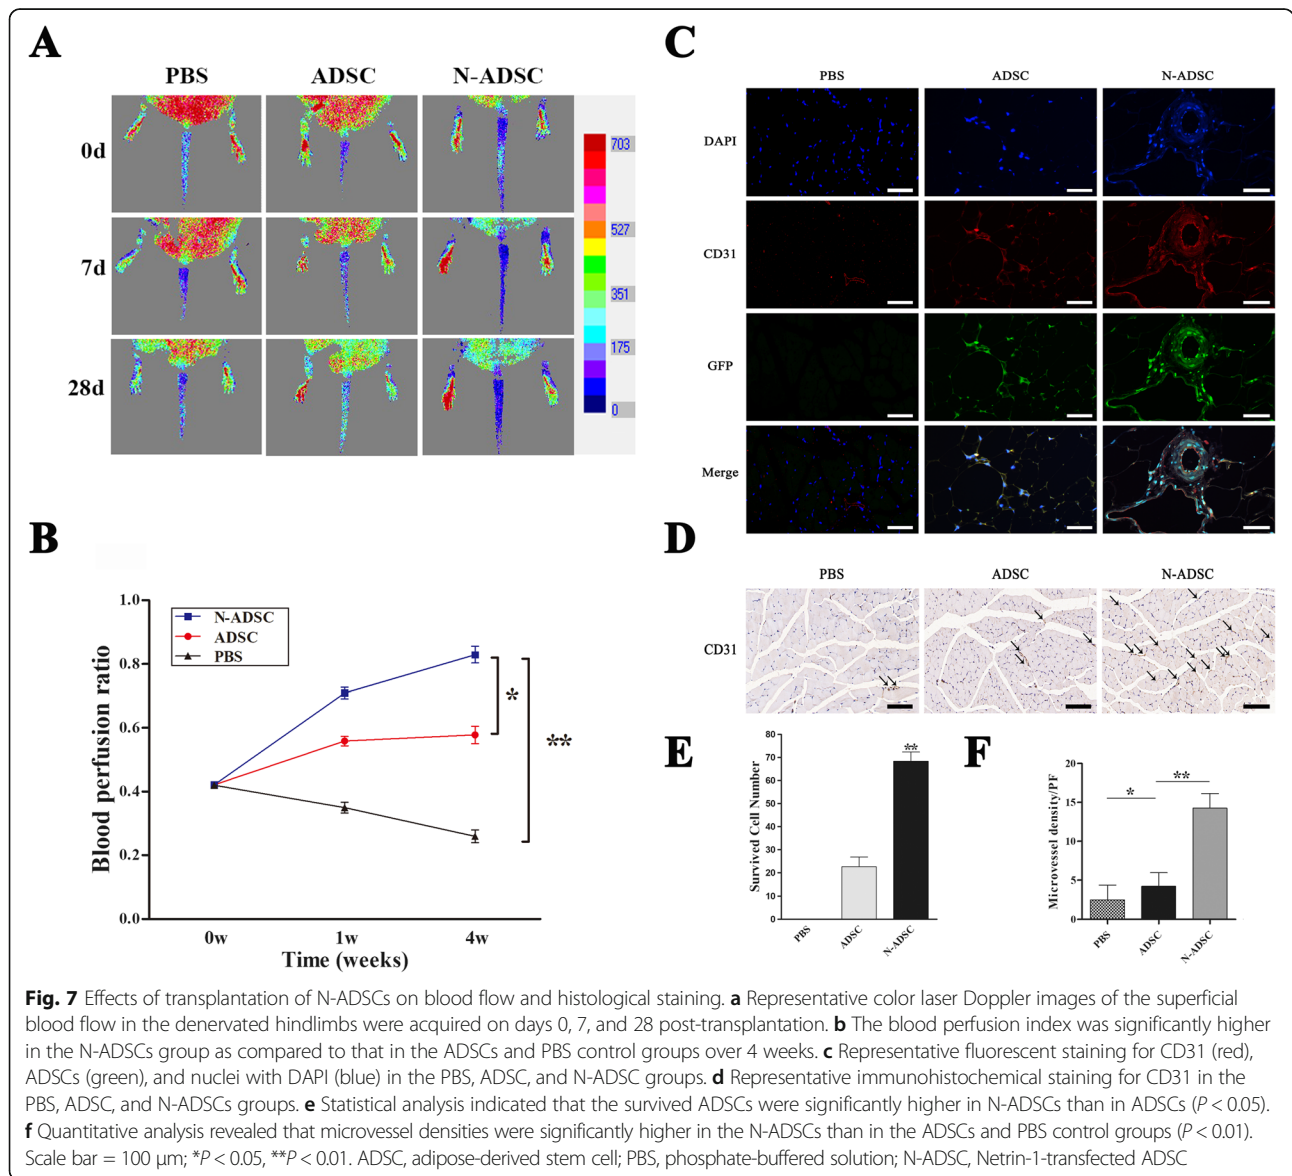 A
PBS ADSC N-ADSC
0d
7d
28d
703
527
351
175
0
B
1.0
0.8
0.6
0.4
0.2
0.0
Blood perfusion ratio
N-ADSC
ADSC
PBS
*
**
0w 1w 4w
Time (weeks)
C
PBS ADSC N-ADSC
DAPI
CD31
GFP
Merge
D
PBS ADSC N-ADSC
CD31
E
80
70
60
50
40
30
20
10
0
Survived Cell Number
**
PBS ADSC N-ADSC
F
20
15
10
5
0
Microvessel density/PF
* **
PBS ADSC N-ADSC
Fig. 7 Effects of transplantation of N-ADSCs on blood flow and histological staining. a Representative color laser Doppler images of the superficial
blood flow in the denervated hindlimbs were acquired on days 0, 7, and 28 post-transplantation. b The blood perfusion index was significantly higher
in the N-ADSCs group as compared to that in the ADSCs and PBS control groups over 4 weeks. c Representative fluorescent staining for CD31 (red),
ADSCs (green), and nuclei with DAPI (blue) in the PBS, ADSC, and N-ADSC groups. d Representative immunohistochemical staining for CD31 in the
PBS, ADSC, and N-ADSCs groups. e Statistical analysis indicated that the survived ADSCs were significantly higher in N-ADSCs than in ADSCs (P < 0.05).
f Quantitative analysis revealed that microvessel densities were significantly higher in the N-ADSCs than in the ADSCs and PBS control groups (P < 0.01).
Scale bar = 100 μm; *P < 0.05, **P < 0.01. ADSC, adipose-derived stem cell; PBS, phosphate-buffered solution; N-ADSC, Netrin-1-transfected ADSC